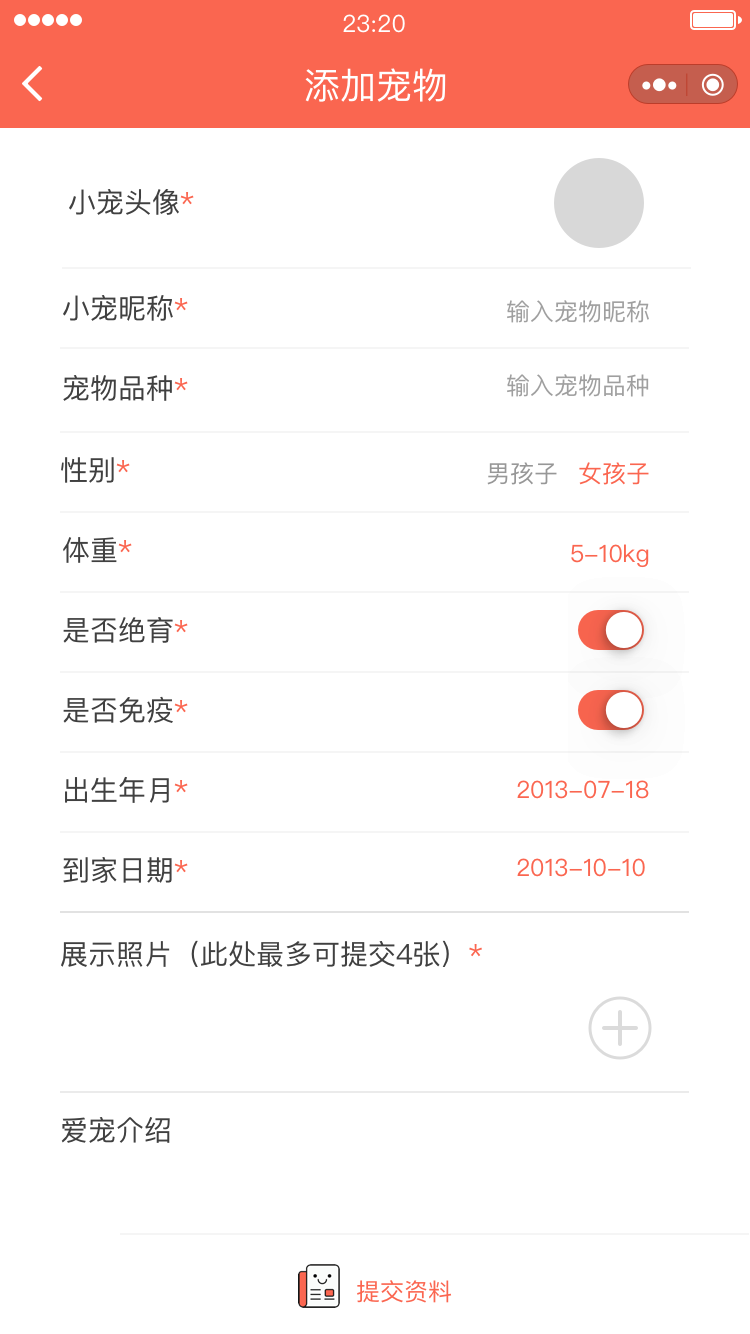 23:20
添加宠物
小宠头像*
小宠昵称* 输入宠物昵称
宠物品种* 输入宠物品种
性别* 男孩子 女孩子
体重* 5-10kg
是否绝育*
是否免疫*
出生年月* 2013-07-18
到家日期* 2013-10-10
展示照片（此处最多可提交4张）*
爱宠介绍
提交资料